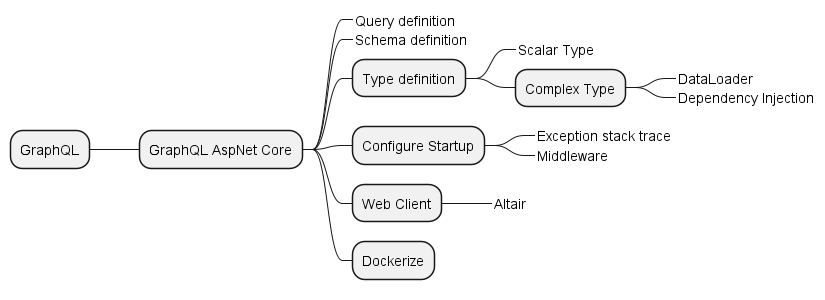 GraphQL
GraphQL AspNet Core
Query definition
Schema definition
Type definition
Scalar Type
Complex Type
DataLoader
Dependency Injection
Configure Startup
Exception stack trace
Middleware
Web Client
Altair
Dockerize